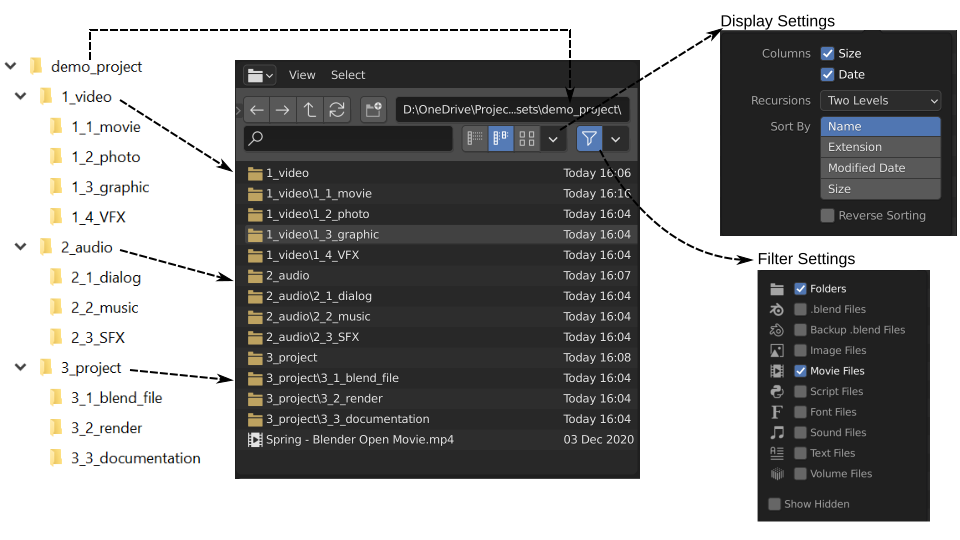 demo_project
1_video
1_1_movie
1_2_photo
1_3_graphic
1_4_VFX
2_audio
2_1_dialog
2_2_music
2_3_SFX
3_project
3_1_blend_file
3_2_render
3_3_documentation
View Select
D:\OneDrive\Projec...sets\demo_project\
1_video Today 16:06
1_video\1_1_movie Today 16:16
1_video\1_2_photo Today 16:04
1_video\1_3_graphic Today 16:04
1_video\1_4_VFX Today 16:04
2_audio Today 16:07
2_audio\2_1_dialog Today 16:04
2_audio\2_2_music Today 16:04
2_audio\2_3_SFX Today 16:04
3_project Today 16:08
3_project\3_1_blend_file Today 16:04
3_project\3_2_render Today 16:04
3_project\3_3_documentation Today 16:04
Spring - Blender Open Movie.mp4 03 Dec 2020
Display Settings
Columns Size
Date
Recursions Two Levels
Sort By Name
Extension
Modified Date
Size
Reverse Sorting
Filter Settings
Folders
.blend Files
Backup .blend Files
Image Files
Movie Files
Script Files
Font Files
Sound Files
Text Files
Volume Files
Show Hidden